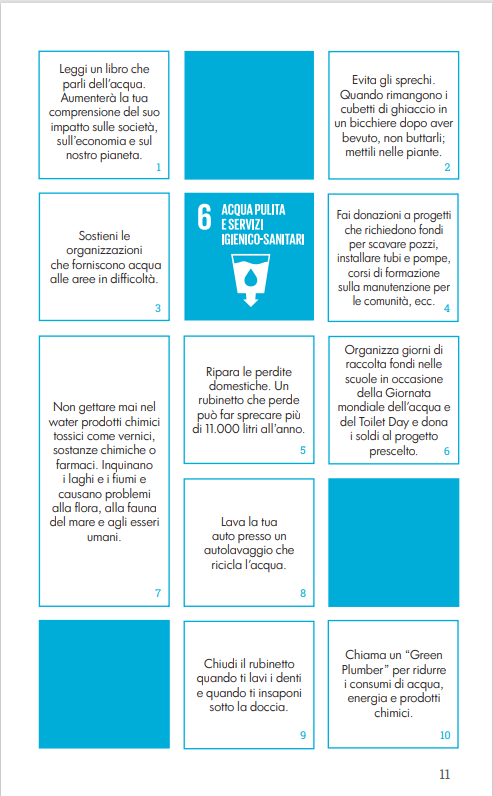 Leggi un libro che
parli dell'acqua.
Aumenterà la tua
comprensione del suo
impatto sulle società,
sull'economia e sul
nostro pianeta.
1
Evita gli sprechi.
Quando rimangono i
cubetti di ghiaccio in
un bicchiere dopo aver
bevuto, non buttarli;
mettili nelle piante.
2
Sostieni le
organizzazioni
che forniscono acqua
alle aree in difficoltà.
3
6 ACQUA PULITA
E SERVIZI
IGIENICO-SANITARI
Fai donazioni a progetti
che richiedono fondi
per scavare pozzi,
installare tubi e pompe,
corsi di formazione
sulla manutenzione per
le comunità, ecc.
4
Ripara le perdite
domestiche. Un
rubinetto che perde
può far sprecare più
di 11.000 litri all'anno.
5
Organizza giorni di
raccolta fondi nelle
scuole in occasione
della Giornata
mondiale dell'acqua e
del Toilet Day e dona
i soldi al progetto
prescelto.
6
Non gettare mai nel
water prodotti chimici
tossici come vernici,
sostanze chimiche o
farmaci. Inquinano
i laghi e i fiumi e
causano problemi
alla flora, alla fauna
del mare e agli esseri
umani.
7
Lava la tua
auto presso un
autolavaggio che
ricicla l'acqua.
8
Chiudi il rubinetto
quando ti lavi i denti
e quando ti insaponi
sotto la doccia.
9
Chiama un "Green
Plumber" per ridurre
i consumi di acqua,
energia e prodotti
chimici.
10
11